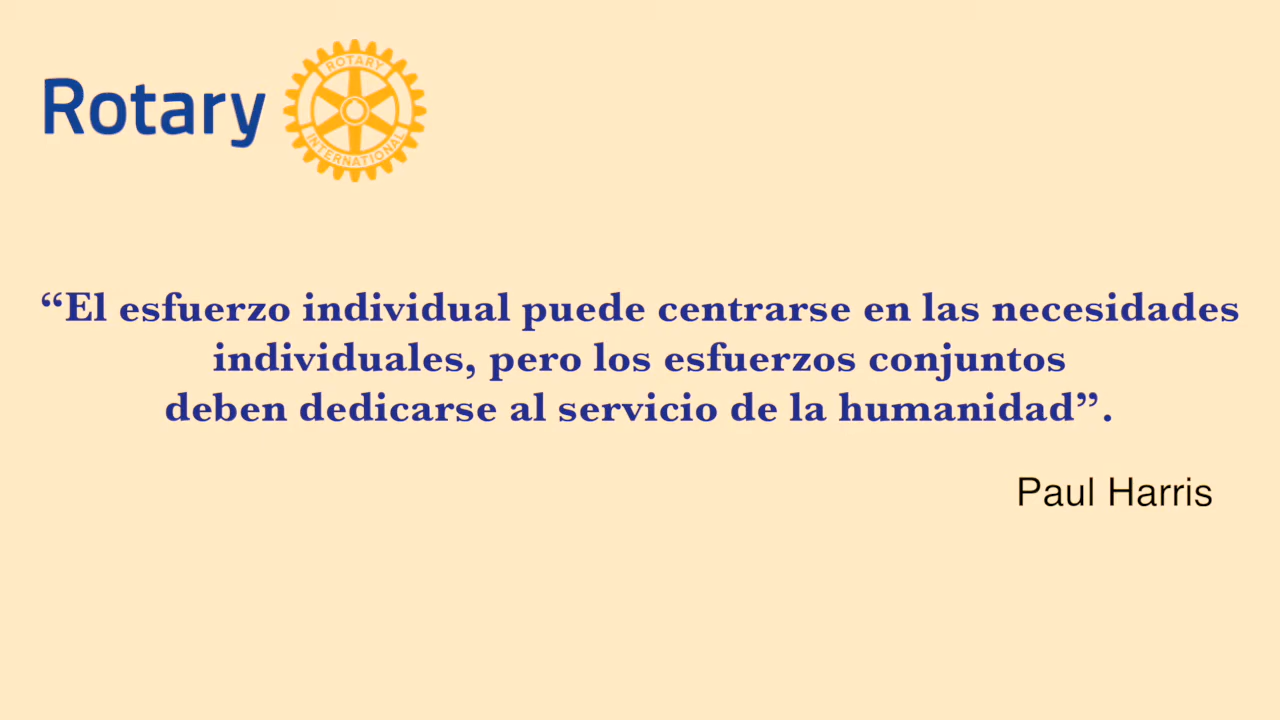 Rotary
ROTARY
INTERNATIONAL
“El esfuerzo individual puede centrarse en las necesidades
individuales, pero los esfuerzos conjuntos
deben dedicarse al servicio de la humanidad”.
Paul Harris